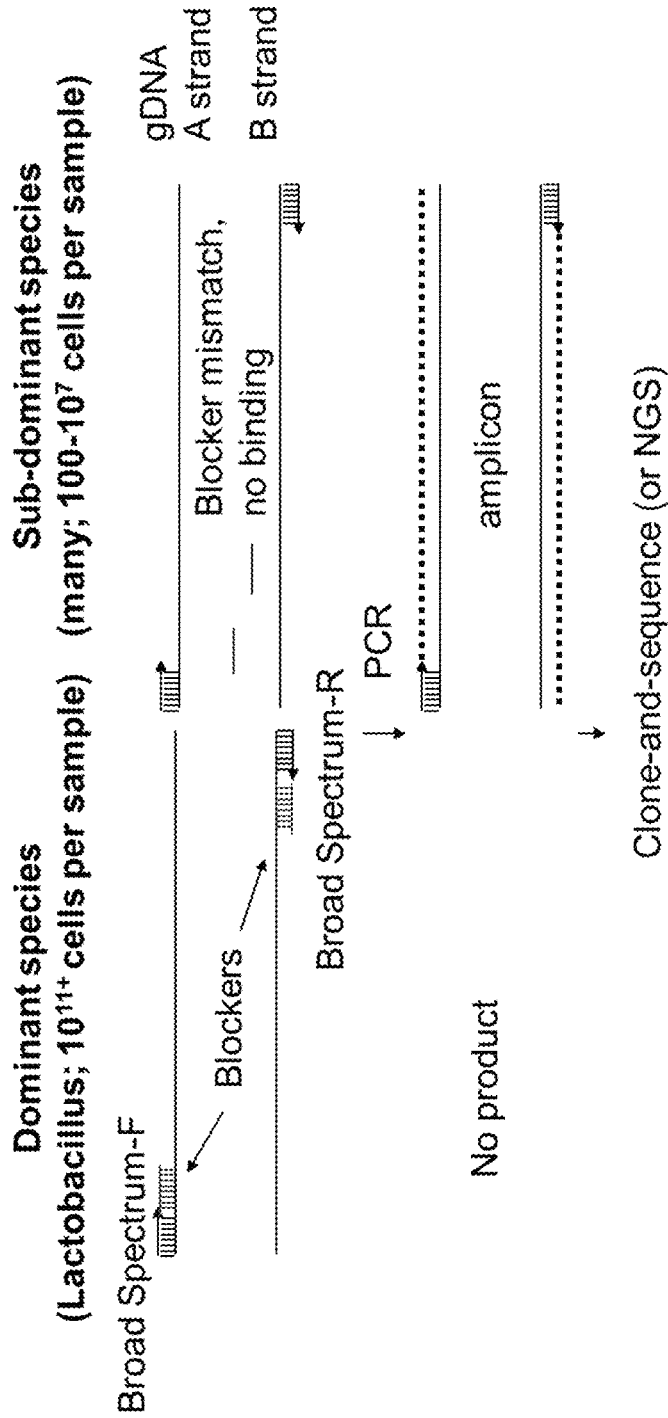 Dominant species
(Lactobacillus; 10¹¹⁺ cells per sample)
Sub-dominant species
(many; 100-10⁷ cells per sample)
Broad Spectrum-F
gDNA
A strand
Blockers
Blocker mismatch,
no binding
B strand
Broad Spectrum-R
PCR
No product
amplicon
Clone-and-sequence (or NGS)